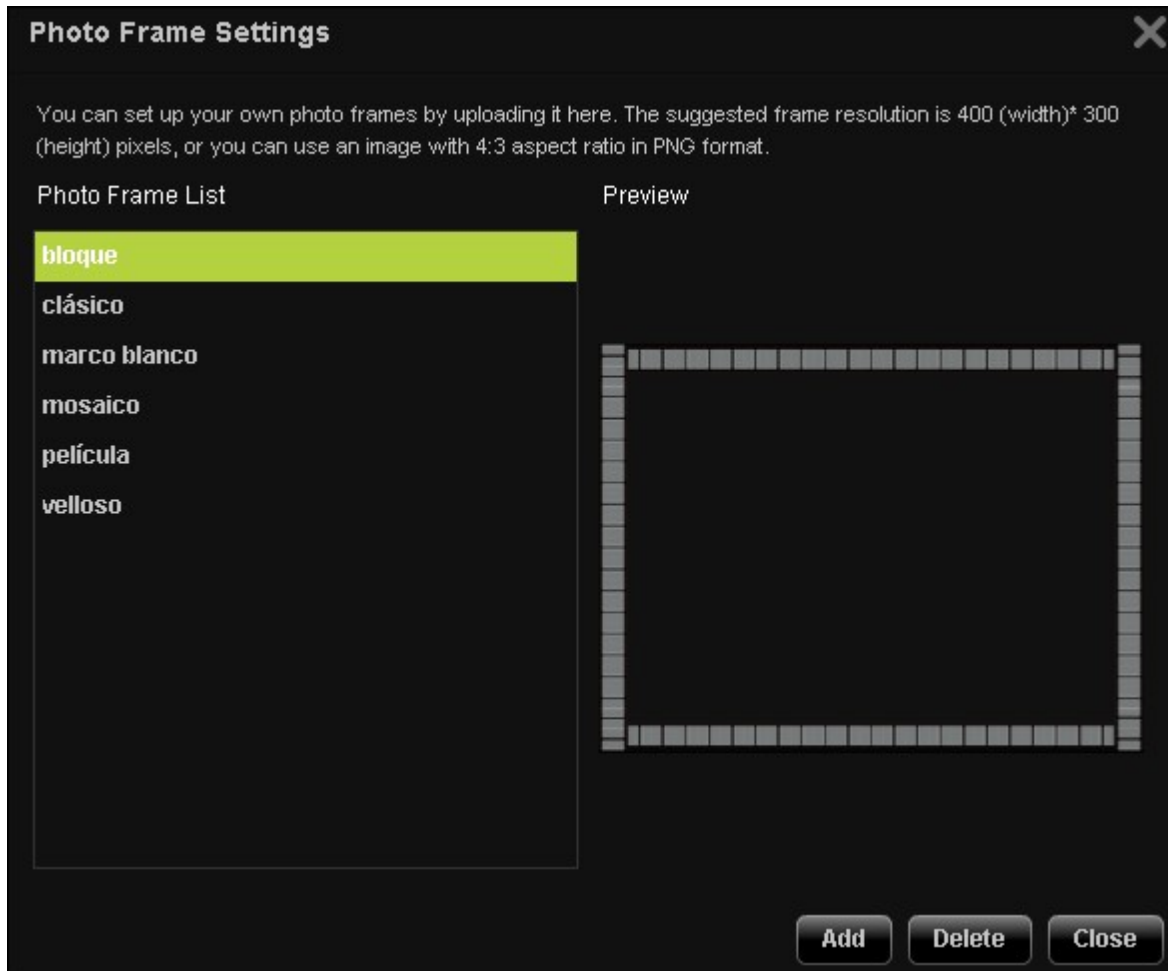 Photo Frame Settings
You can set up your own photo frames by uploading it here. The suggested frame resolution is 400 (width)* 300
(height) pixels, or you can use an image with 4:3 aspect ratio in PNG format.
Photo Frame List
Preview
bloque
clásico
marco blanco
mosaico
película
velloso
Add
Delete
Close